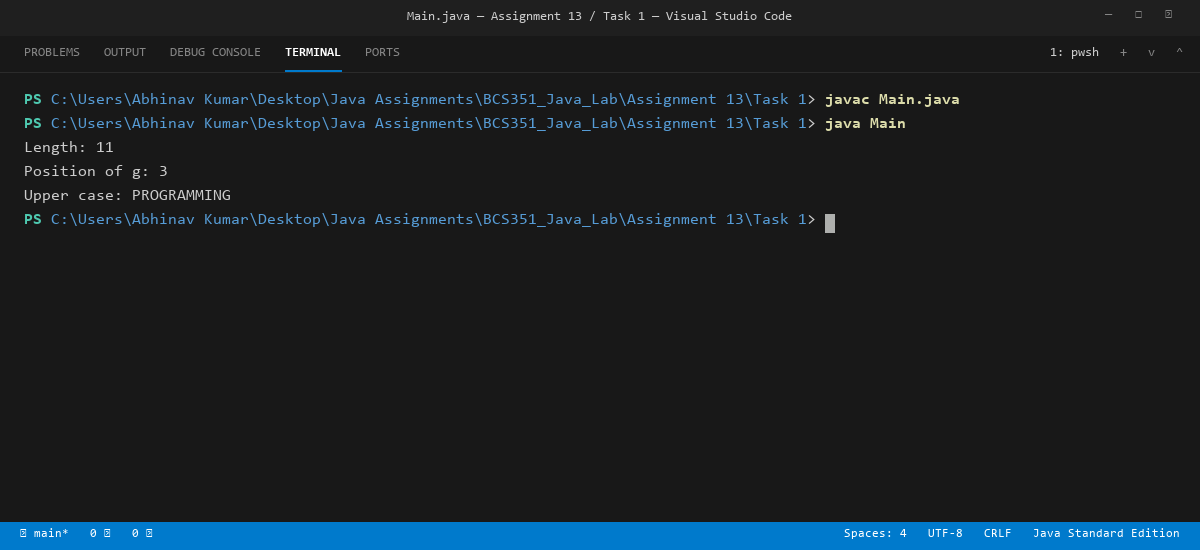 Main.java — Assignment 13 / Task 1 — Visual Studio Code
PROBLEMS OUTPUT DEBUG CONSOLE TERMINAL PORTS 1: pwsh + v ^
PS C:\Users\Abhinav Kumar\Desktop\Java Assignments\BCS351_Java_Lab\Assignment 13\Task 1> javac Main.java
PS C:\Users\Abhinav Kumar\Desktop\Java Assignments\BCS351_Java_Lab\Assignment 13\Task 1> java Main
Length: 11
Position of g: 3
Upper case: PROGRAMMING
PS C:\Users\Abhinav Kumar\Desktop\Java Assignments\BCS351_Java_Lab\Assignment 13\Task 1>
main* 0 0 Spaces: 4 UTF-8 CRLF Java Standard Edition